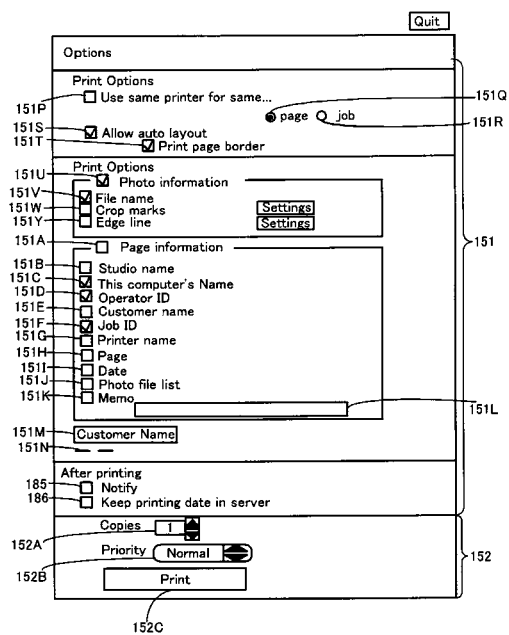 Quit
Options
Print Options
151P
Use same printer for same...
151Q
page
job
151R
151S
Allow auto layout
151T
Print page border
Print Options
151U
Photo information
151V
File name
151W
Crop marks
Settings
151Y
Edge line
Settings
151A
Page information
151
151B
Studio name
151C
This computer's Name
151D
Operator ID
151E
Customer name
151F
Job ID
151G
Printer name
151H
Page
151I
Date
151J
Photo file list
151K
Memo
151L
151M
Customer Name
151N
After printing
185
Notify
186
Keep printing date in server
Copies
1
152A
Priority
Normal
152
152B
Print
152C